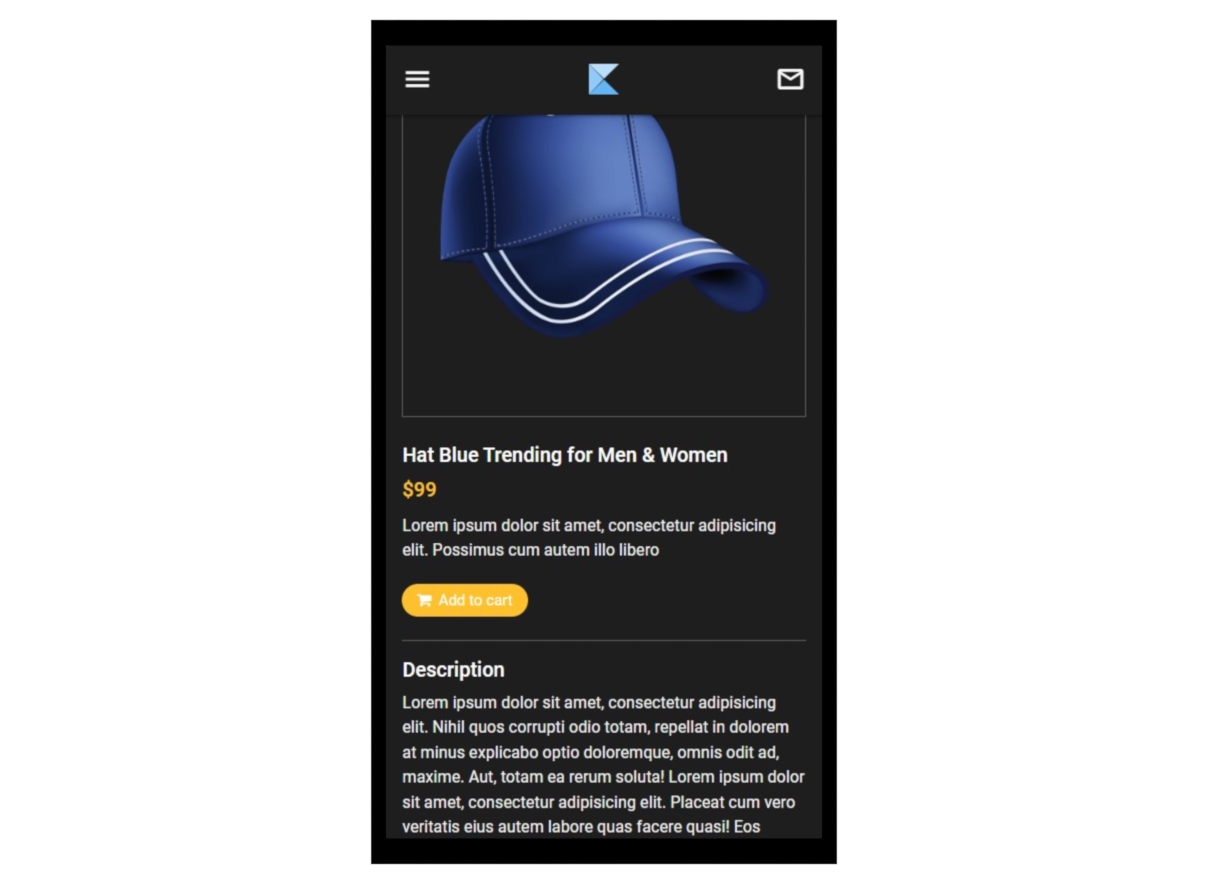 Hat Blue Trending for Men & Women
$99
Lorem ipsum dolor sit amet, consectetur adipisicing
elit. Possimus cum autem illo libero
Add to cart
Description
Lorem ipsum dolor sit amet, consectetur adipisicing
elit. Nihil quos corrupti odio totam, repellat in dolorem
at minus explicabo optio doloremque, omnis odit ad,
maxime. Aut, totam ea rerum soluta! Lorem ipsum dolor
sit amet, consectetur adipisicing elit. Placeat cum vero
veritatis eius autem labore quas facere quasi! Eos